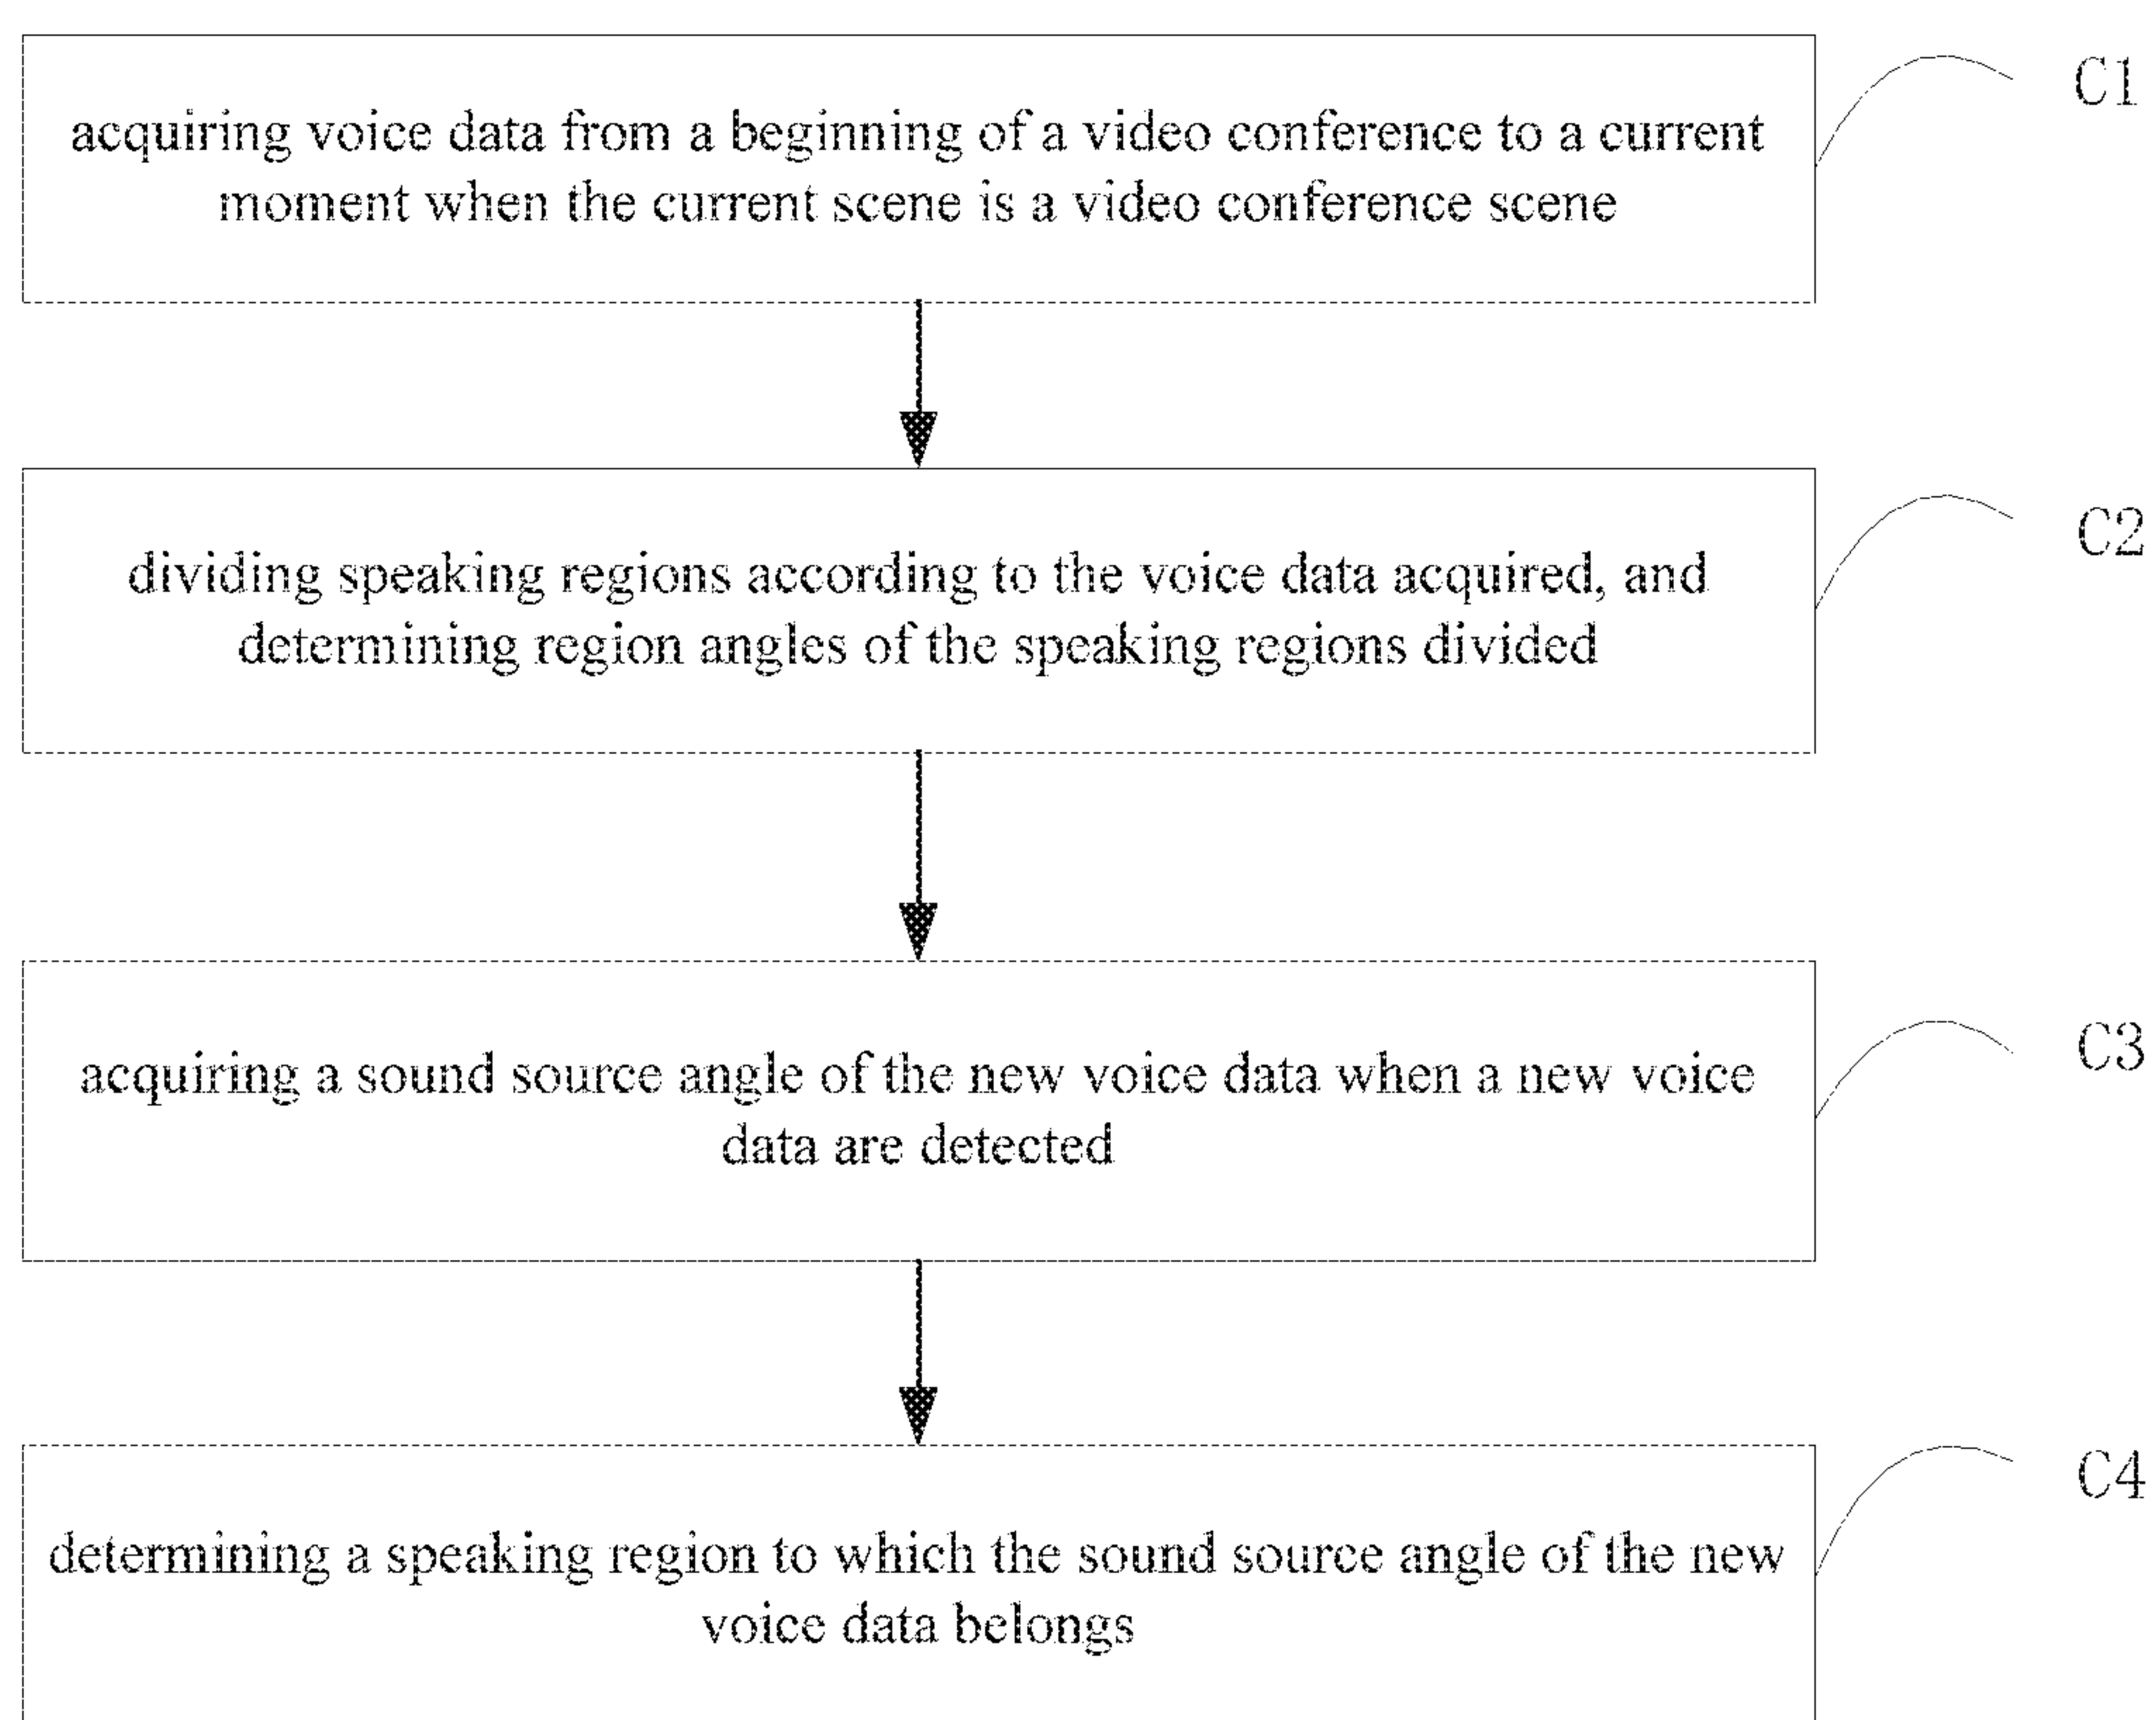 acquiring voice data from a beginning of a video conference to a current
moment when the current scene is a video conference scene
C1
dividing speaking regions according to the voice data acquired, and
determining region angles of the speaking regions divided
C2
acquiring a sound source angle of the new voice data when a new voice
data are detected
C3
determining a speaking region to which the sound source angle of the new
voice data belongs
C4